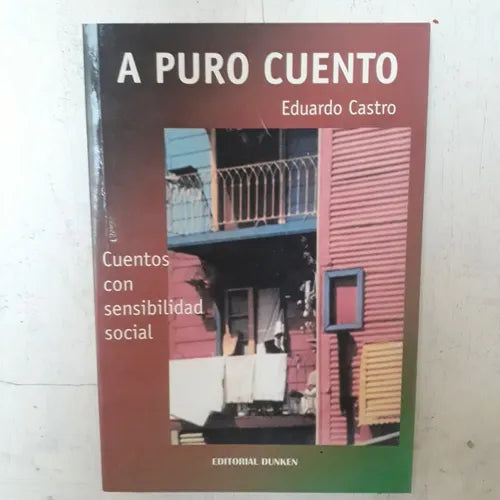 A PURO CUENTO
Eduardo Castro
Cuentos
con
sensibilidad
social
EDITORIAL DUNKEN